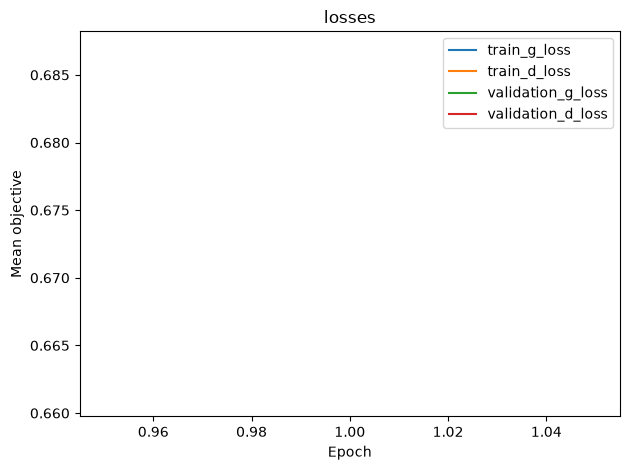 losses
train_g_loss
train_d_loss
validation_g_loss
validation_d_loss
Mean objective
0.685
0.680
0.675
0.670
0.665
0.660
0.96 0.98 1.00 1.02 1.04
Epoch